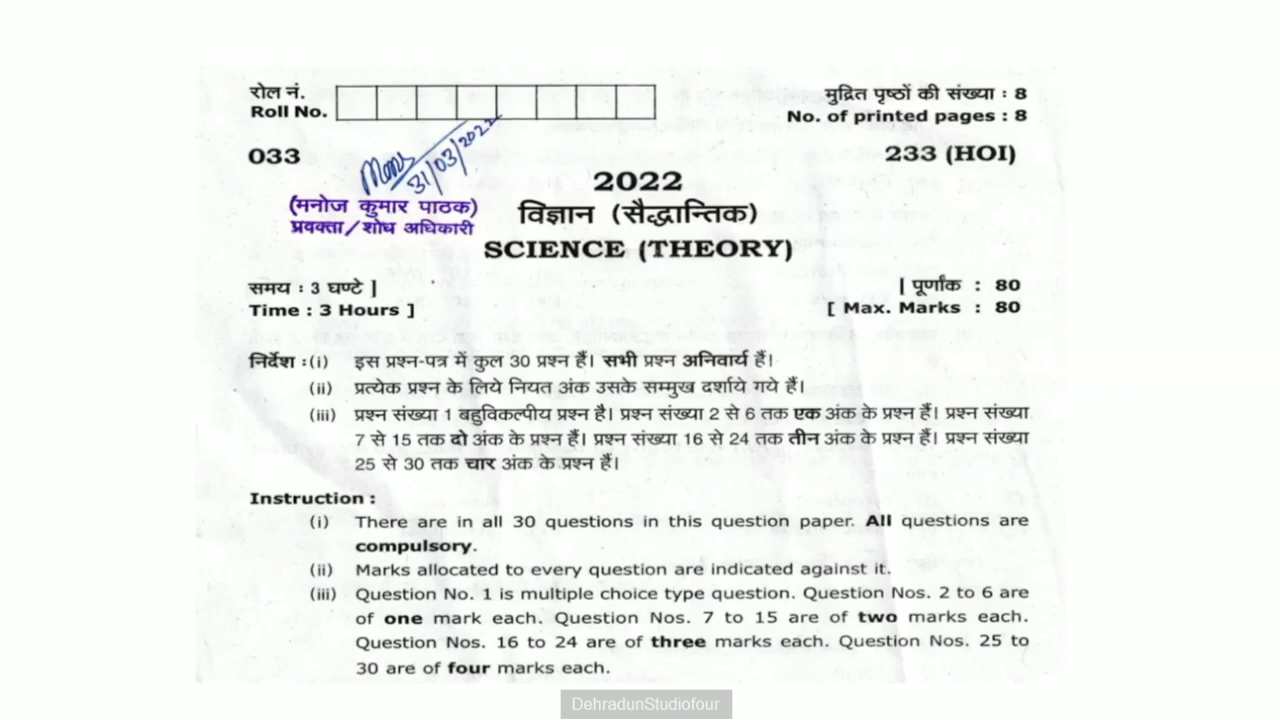 रोल नं.
Roll No.
मुद्रित पृष्ठों की संख्या : 8
No. of printed pages : 8
033
233 (HOI)
31/03/2022
(मनोज कुमार पाठक)
प्रवक्ता/शोध अधिकारी
2022
विज्ञान (सैद्धान्तिक)
SCIENCE (THEORY)
समय : 3 घण्टे ]
[ पूर्णांक : 80
Time : 3 Hours ]
[ Max. Marks : 80
निर्देश :(i) इस प्रश्न-पत्र में कुल 30 प्रश्न हैं। सभी प्रश्न अनिवार्य हैं।
(ii) प्रत्येक प्रश्न के लिये नियत अंक उसके सम्मुख दर्शाये गये हैं।
(iii) प्रश्न संख्या 1 बहुविकल्पीय प्रश्न है। प्रश्न संख्या 2 से 6 तक एक अंक के प्रश्न हैं। प्रश्न संख्या
7 से 15 तक दो अंक के प्रश्न हैं। प्रश्न संख्या 16 से 24 तक तीन अंक के प्रश्न हैं। प्रश्न संख्या
25 से 30 तक चार अंक के प्रश्न हैं।
Instruction :
(i) There are in all 30 questions in this question paper. All questions are
compulsory.
(ii) Marks allocated to every question are indicated against it.
(iii) Question No. 1 is multiple choice type question. Question Nos. 2 to 6 are
of one mark each. Question Nos. 7 to 15 are of two marks each.
Question Nos. 16 to 24 are of three marks each. Question Nos. 25 to
30 are of four marks each.
DehradunStudiofour